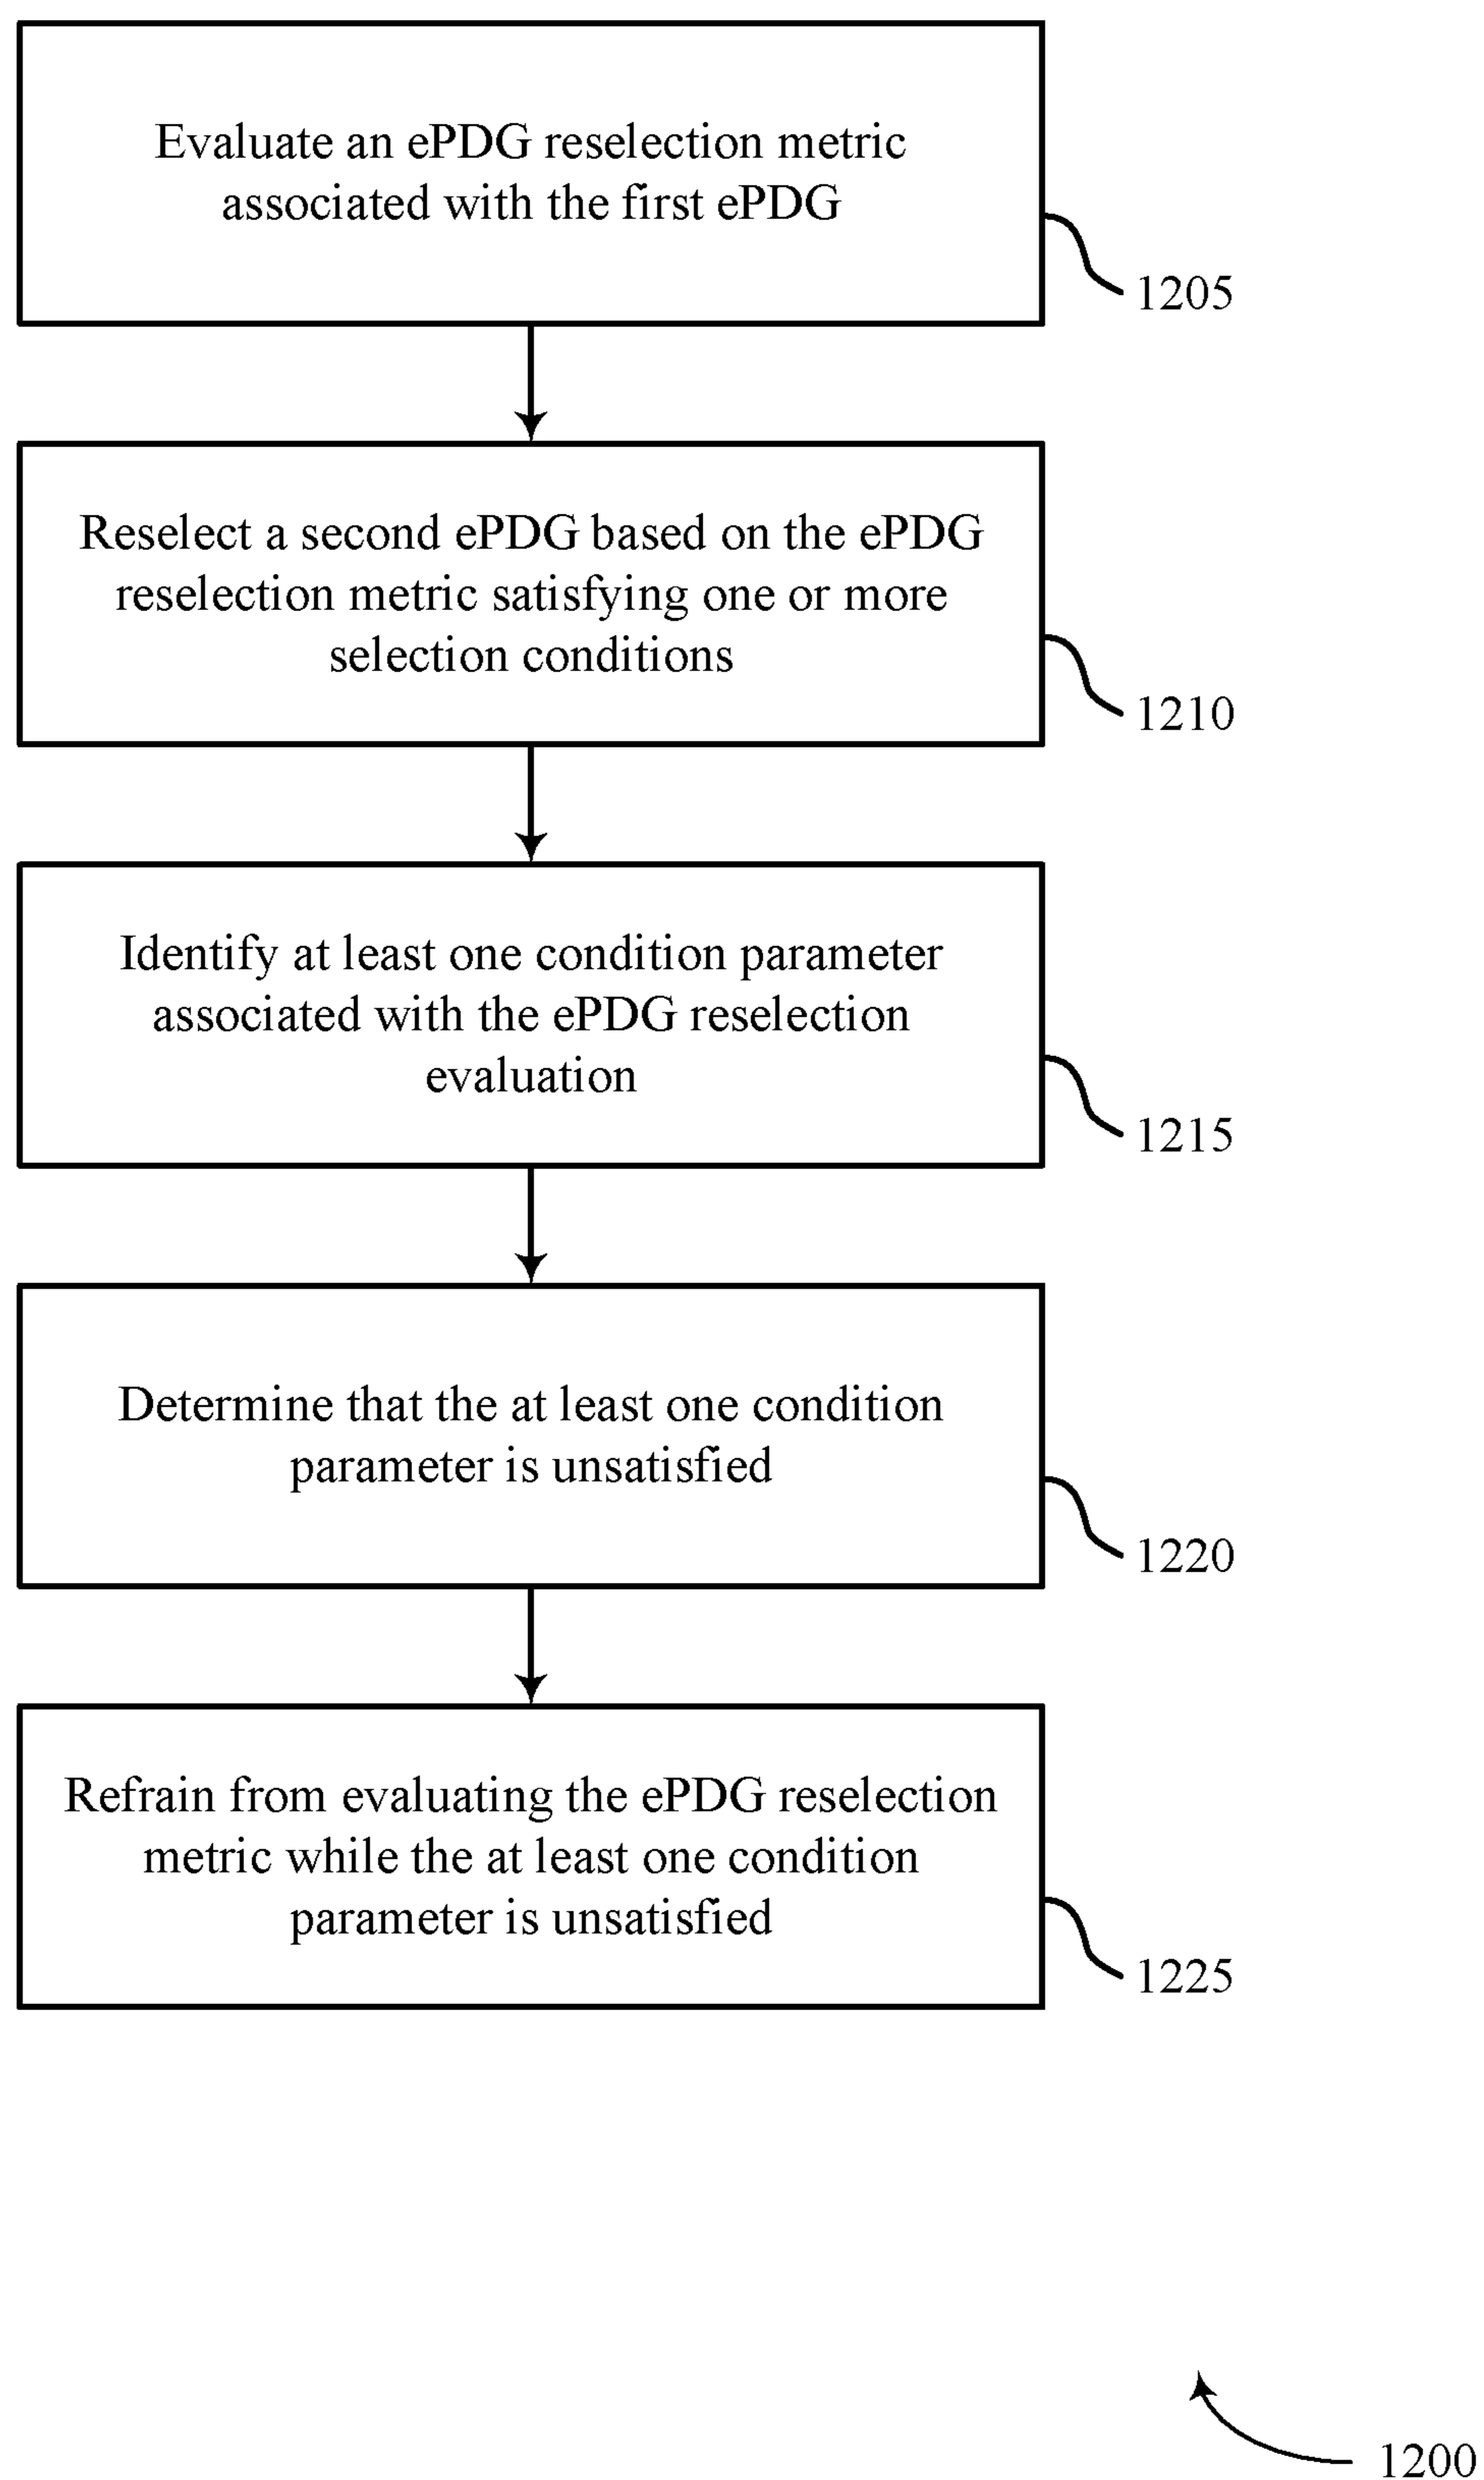 Evaluate an ePDG reselection metric
associated with the first ePDG
1205
Reselect a second ePDG based on the ePDG
reselection metric satisfying one or more
selection conditions
1210
Identify at least one condition parameter
associated with the ePDG reselection
evaluation
1215
Determine that the at least one condition
parameter is unsatisfied
1220
Refrain from evaluating the ePDG reselection
metric while the at least one condition
parameter is unsatisfied
1225
1200